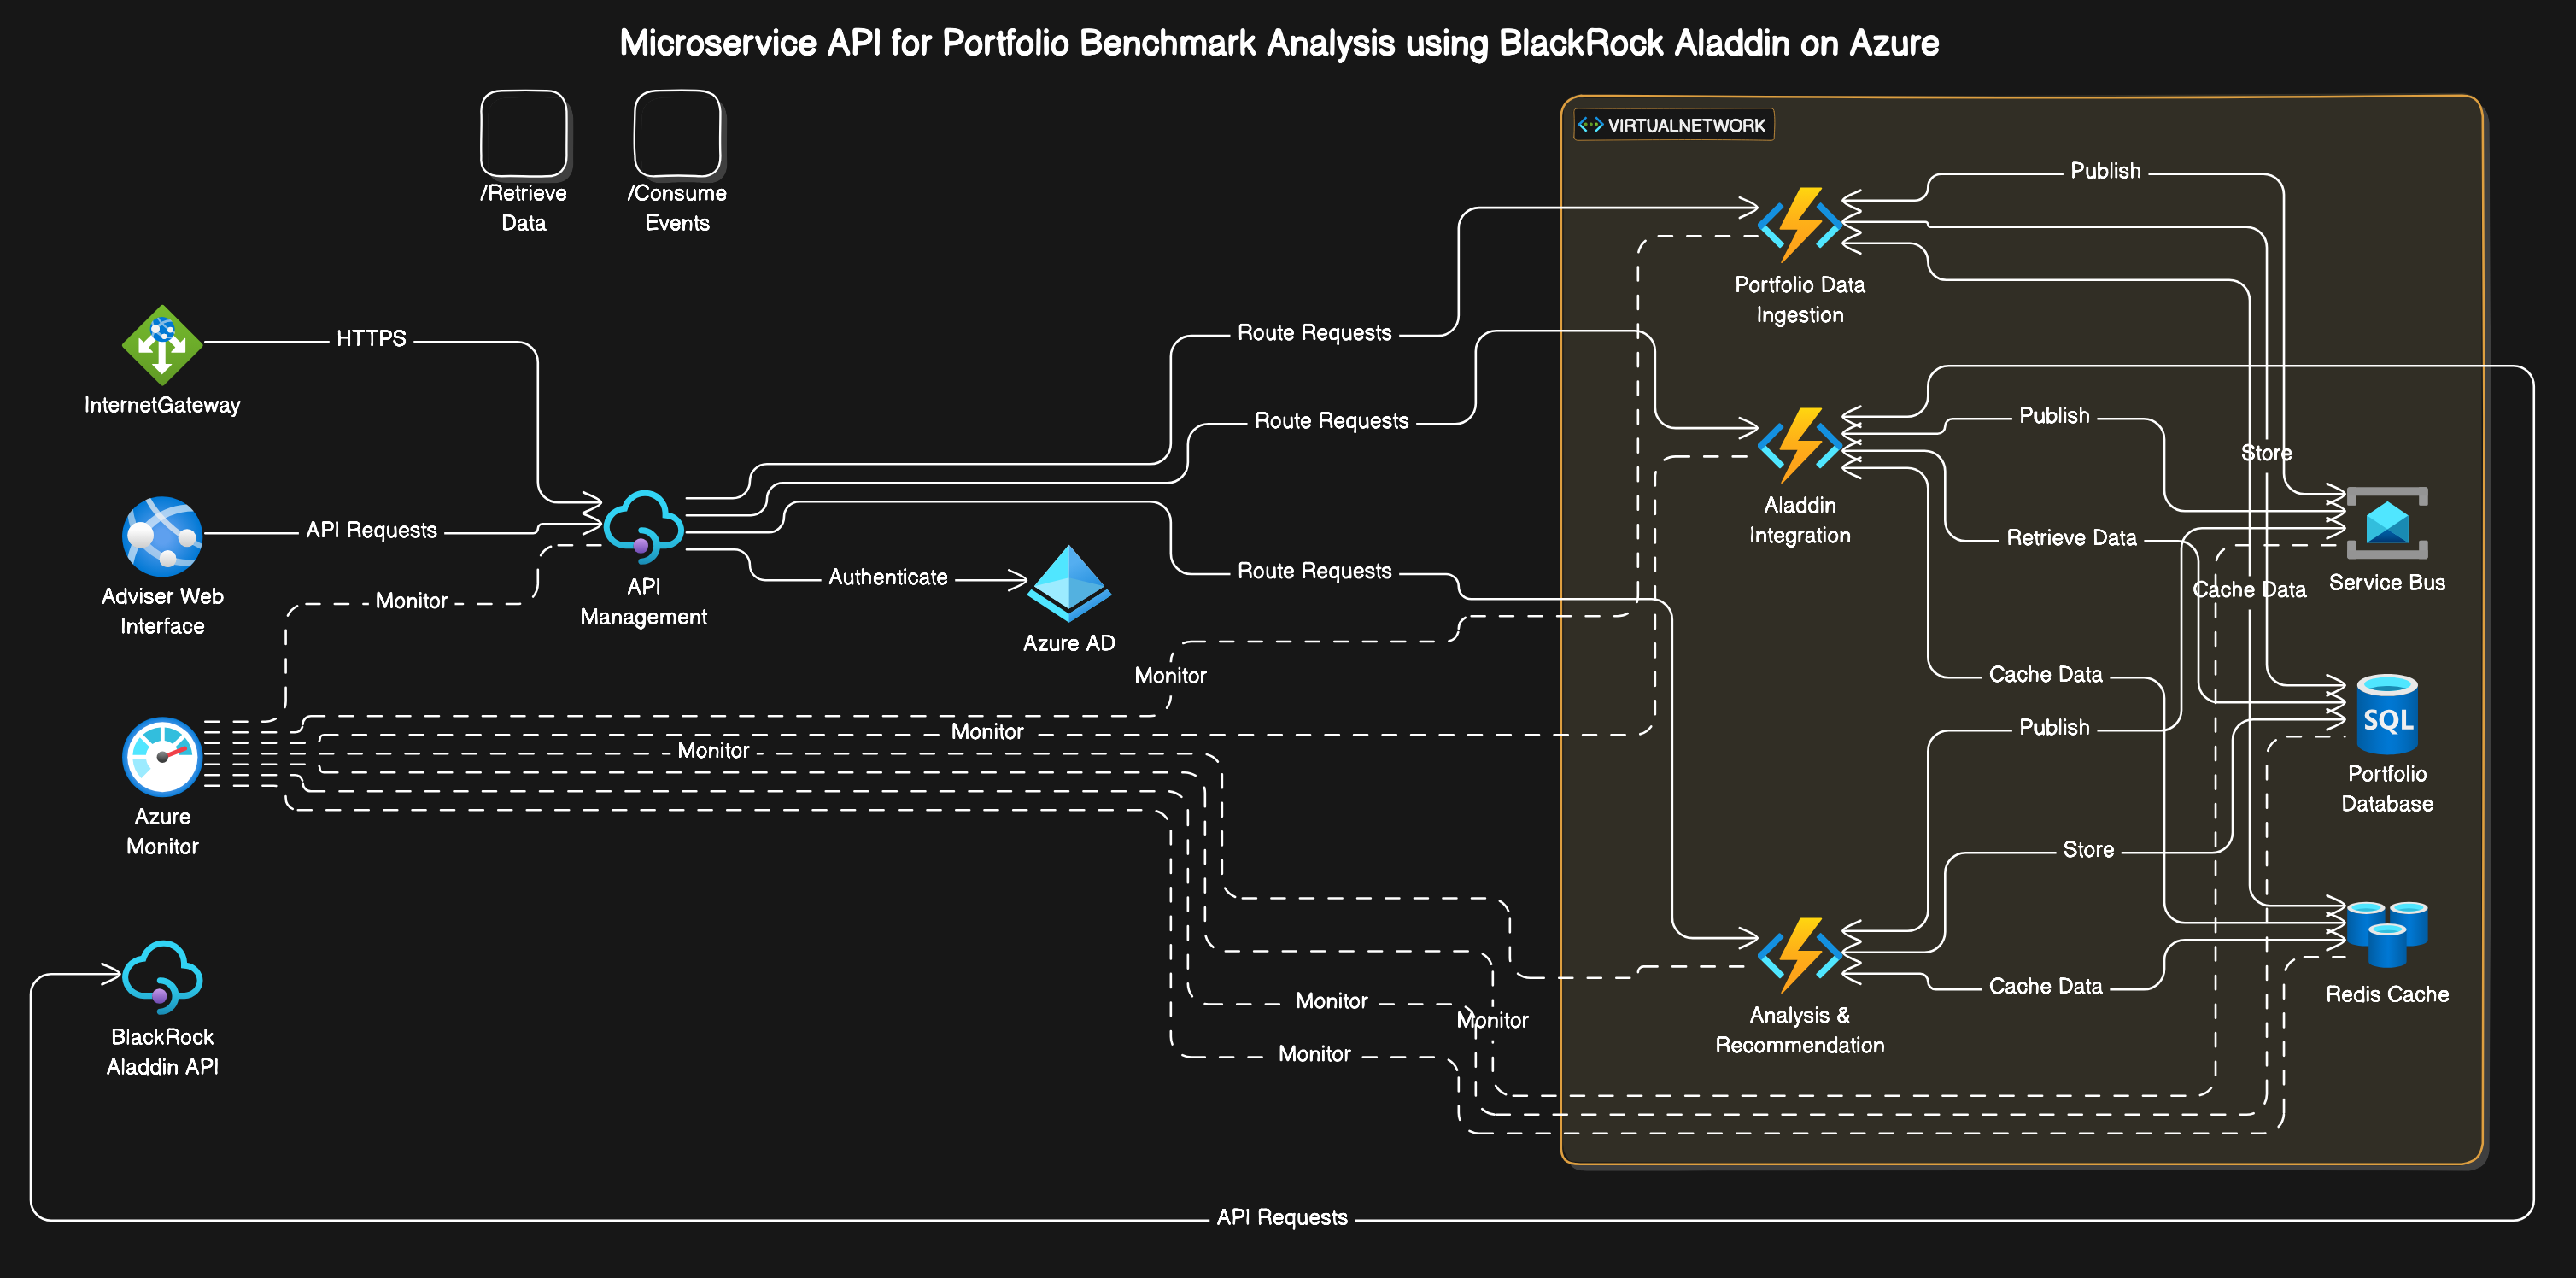 Microservice API for Portfolio Benchmark Analysis using BlackRock Aladdin on Azure
/Retrieve
Data
/Consume
Events
VIRTUALNETWORK
Publish
Portfolio Data
Ingestion
HTTPS
Route Requests
InternetGateway
Route Requests
Publish
Store
Aladdin
Integration
API Requests
Retrieve Data
Route Requests
Authenticate
API
Management
Service Bus
Cache Data
Adviser Web
Interface
Monitor
Azure AD
Monitor
Cache Data
Monitor
Publish
SQL
Monitor
Portfolio
Database
Azure
Monitor
Store
Cache Data
Redis Cache
Monitor
Monitor
Analysis &
Recommendation
BlackRock
Aladdin API
Monitor
API Requests